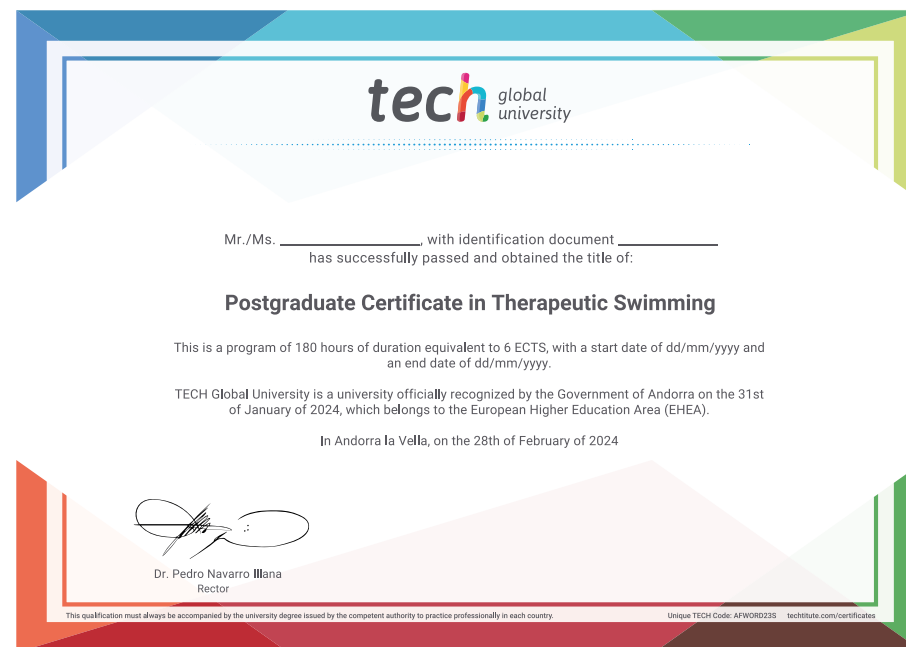 tech global
university
Mr./Ms. ____________, with identification document ____________
has successfully passed and obtained the title of:
Postgraduate Certificate in Therapeutic Swimming
This is a program of 180 hours of duration equivalent to 6 ECTS, with a start date of dd/mm/yyyy and
an end date of dd/mm/yyyy.
TECH Global University is a university officially recognized by the Government of Andorra on the 31st
of January of 2024, which belongs to the European Higher Education Area (EHEA).
In Andorra la Vella, on the 28th of February of 2024
Dr. Pedro Navarro Illana
Rector
This qualification must always be accompanied by the university degree issued by the competent authority to practice professionally in each country.
Unique TECH Code: AFWORD23S techtitute.com/certificates